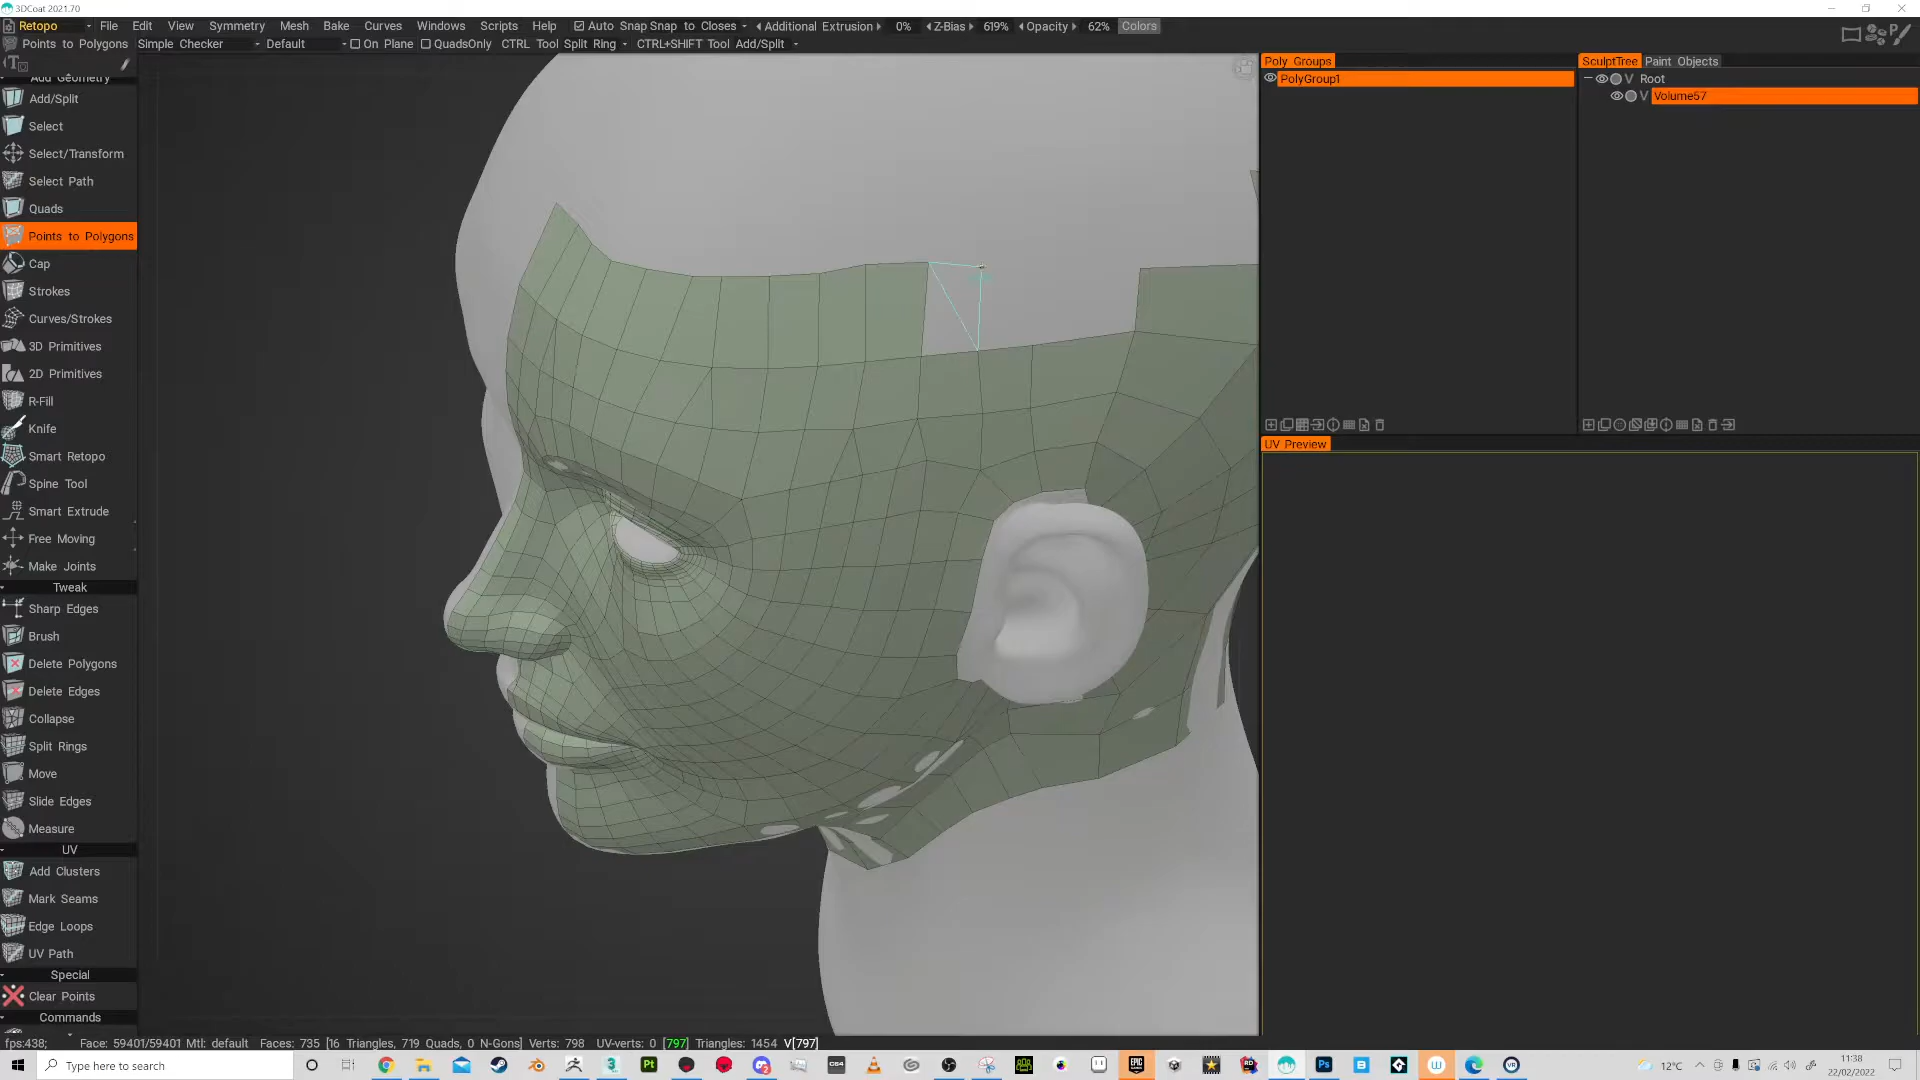 3DCoat 2021.70
Retopo File Edit View Symmetry Mesh Bake Curves Windows Scripts Help Auto Snap Snap to Closes Additional Extrusion 0% Z-Bias 619% Opacity 62% Colors
Points to Polygons Simple Checker Default On Plane QuadsOnly CTRL Tool Split Ring CTRL+SHIFT Tool Add/Split
Add Geometry
Add/Split
Select
Select/Transform
Select Path
Quads
Points to Polygons
Cap
Strokes
Curves/Strokes
3D Primitives
2D Primitives
R-Fill
Knife
Smart Retopo
Spine Tool
Smart Extrude
Free Moving
Make Joints
Tweak
Sharp Edges
Brush
Delete Polygons
Delete Edges
Collapse
Split Rings
Move
Slide Edges
Measure
UV
Add Clusters
Mark Seams
Edge Loops
UV Path
Special
Clear Points
Commands
Poly Groups
PolyGroup1
SculptTree Paint Objects
V Root
V Volume57
UV Preview
fps:438; Face: 59401/59401 Mtl: default Faces: 735 [16 Triangles, 719 Quads, 0 N-Gons] Verts: 798 UV-verts: 0 [797] Triangles: 1454 V[797]
Type here to search
Pt
C64
EPIC
Ps
12°C
11:38
22/02/2022